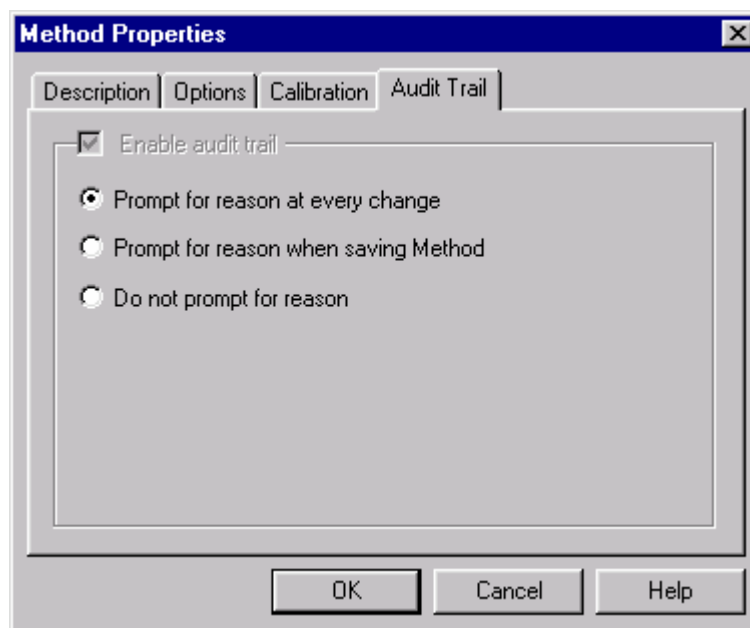 Method Properties
Description Options Calibration Audit Trail
Enable audit trail
Prompt for reason at every change
Prompt for reason when saving Method
Do not prompt for reason
OK Cancel Help